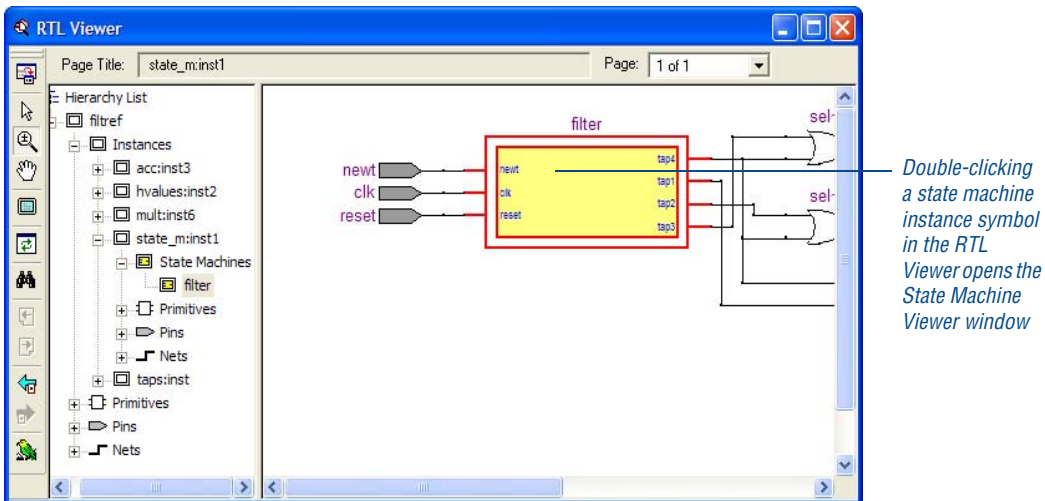 RTL Viewer
Page Title: state_m:inst1 Page: 1 of 1
Hierarchy List
filtref
Instances
acc:inst3
hvalues:inst2
mult:inst6
state_m:inst1
State Machines
filter
Primitives
Pins
Nets
taps:inst
Primitives
Pins
Nets
filter
newt
clk
reset
newt
clk
reset
tap4
tap1
tap2
tap3
sel-
sel-
Double-clicking
a state machine
instance symbol
in the RTL
Viewer opens the
State Machine
Viewer window